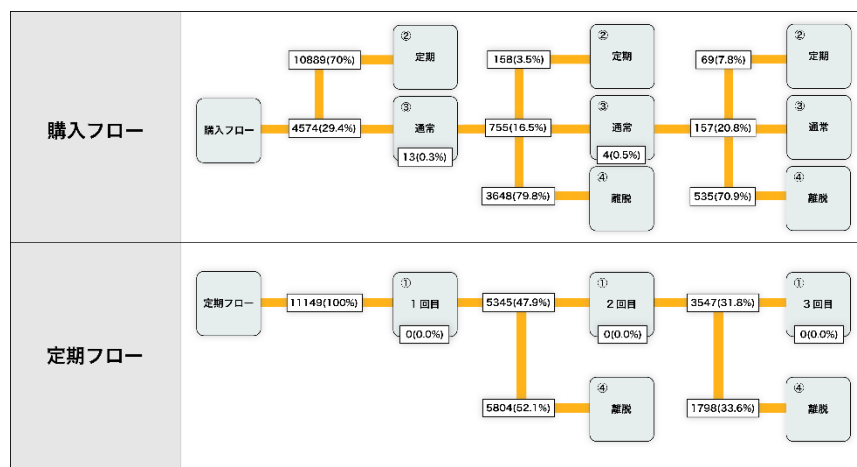 購入フロー
購入フロー
10889(70%)
②
定期
4574(29.4%)
③
通常
13(0.3%)
158(3.5%)
②
定期
755(16.5%)
③
通常
4(0.5%)
3648(79.8%)
④
離脱
69(7.8%)
②
定期
157(20.8%)
③
通常
535(70.9%)
④
離脱
定期フロー
定期フロー
11149(100%)
①
1回目
0(0.0%)
5345(47.9%)
①
2回目
0(0.0%)
5804(52.1%)
④
離脱
3547(31.8%)
①
3回目
0(0.0%)
1798(33.6%)
④
離脱